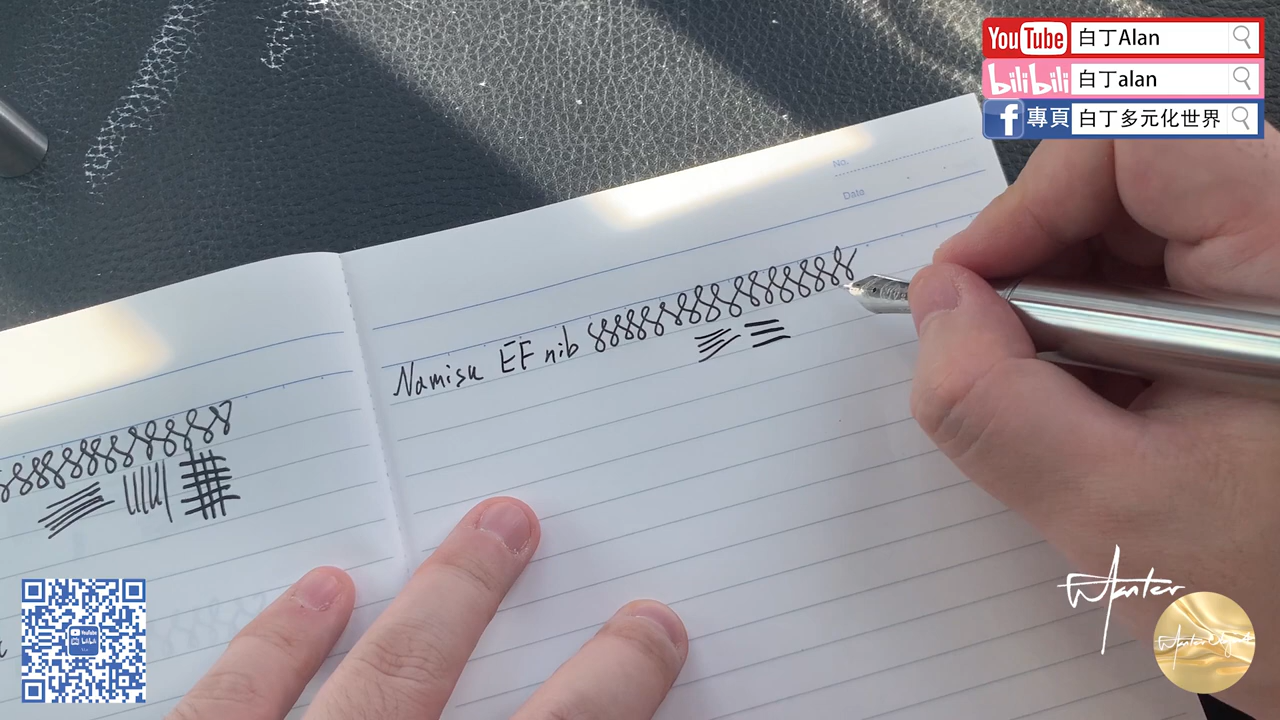 YouTube 白丁Alan
bilibili 白丁alan
f 專頁 白丁多元化世界
No.
Date
Namisu EF nib
Wanter